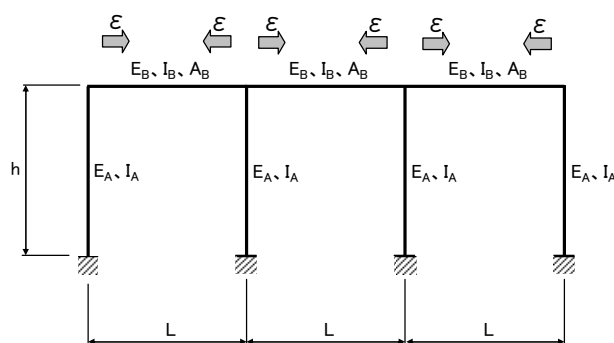 ε ε ε ε ε ε
E_B、I_B、A_B E_B、I_B、A_B E_B、I_B、A_B
h E_A、I_A E_A、I_A E_A、I_A E_A、I_A
L L L